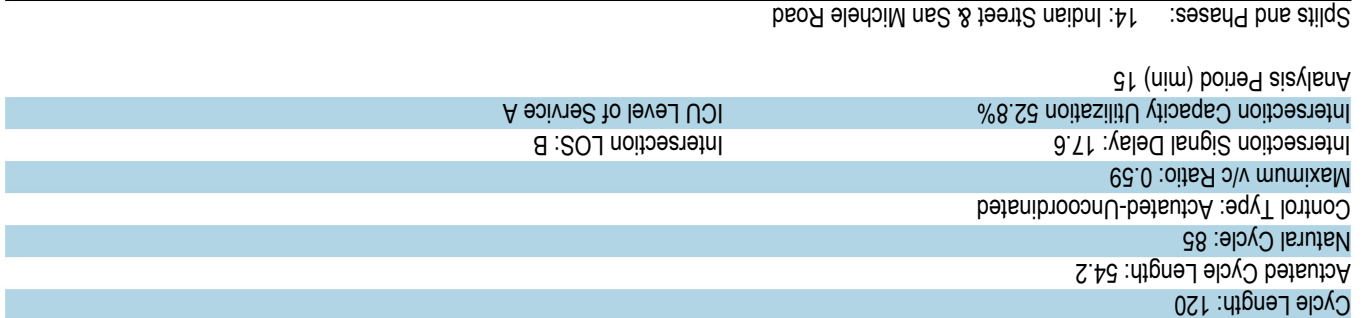 Cycle Length: 120
Actuated Cycle Length: 54.2
Natural Cycle: 85
Control Type: Actuated-Uncoordinated
Maximum v/c Ratio: 0.59
Intersection Signal Delay: 17.6 Intersection LOS: B
Intersection Capacity Utilization 52.8% ICU Level of Service A
Analysis Period (min) 15
Splits and Phases: 14: Indian Street & San Michele Road